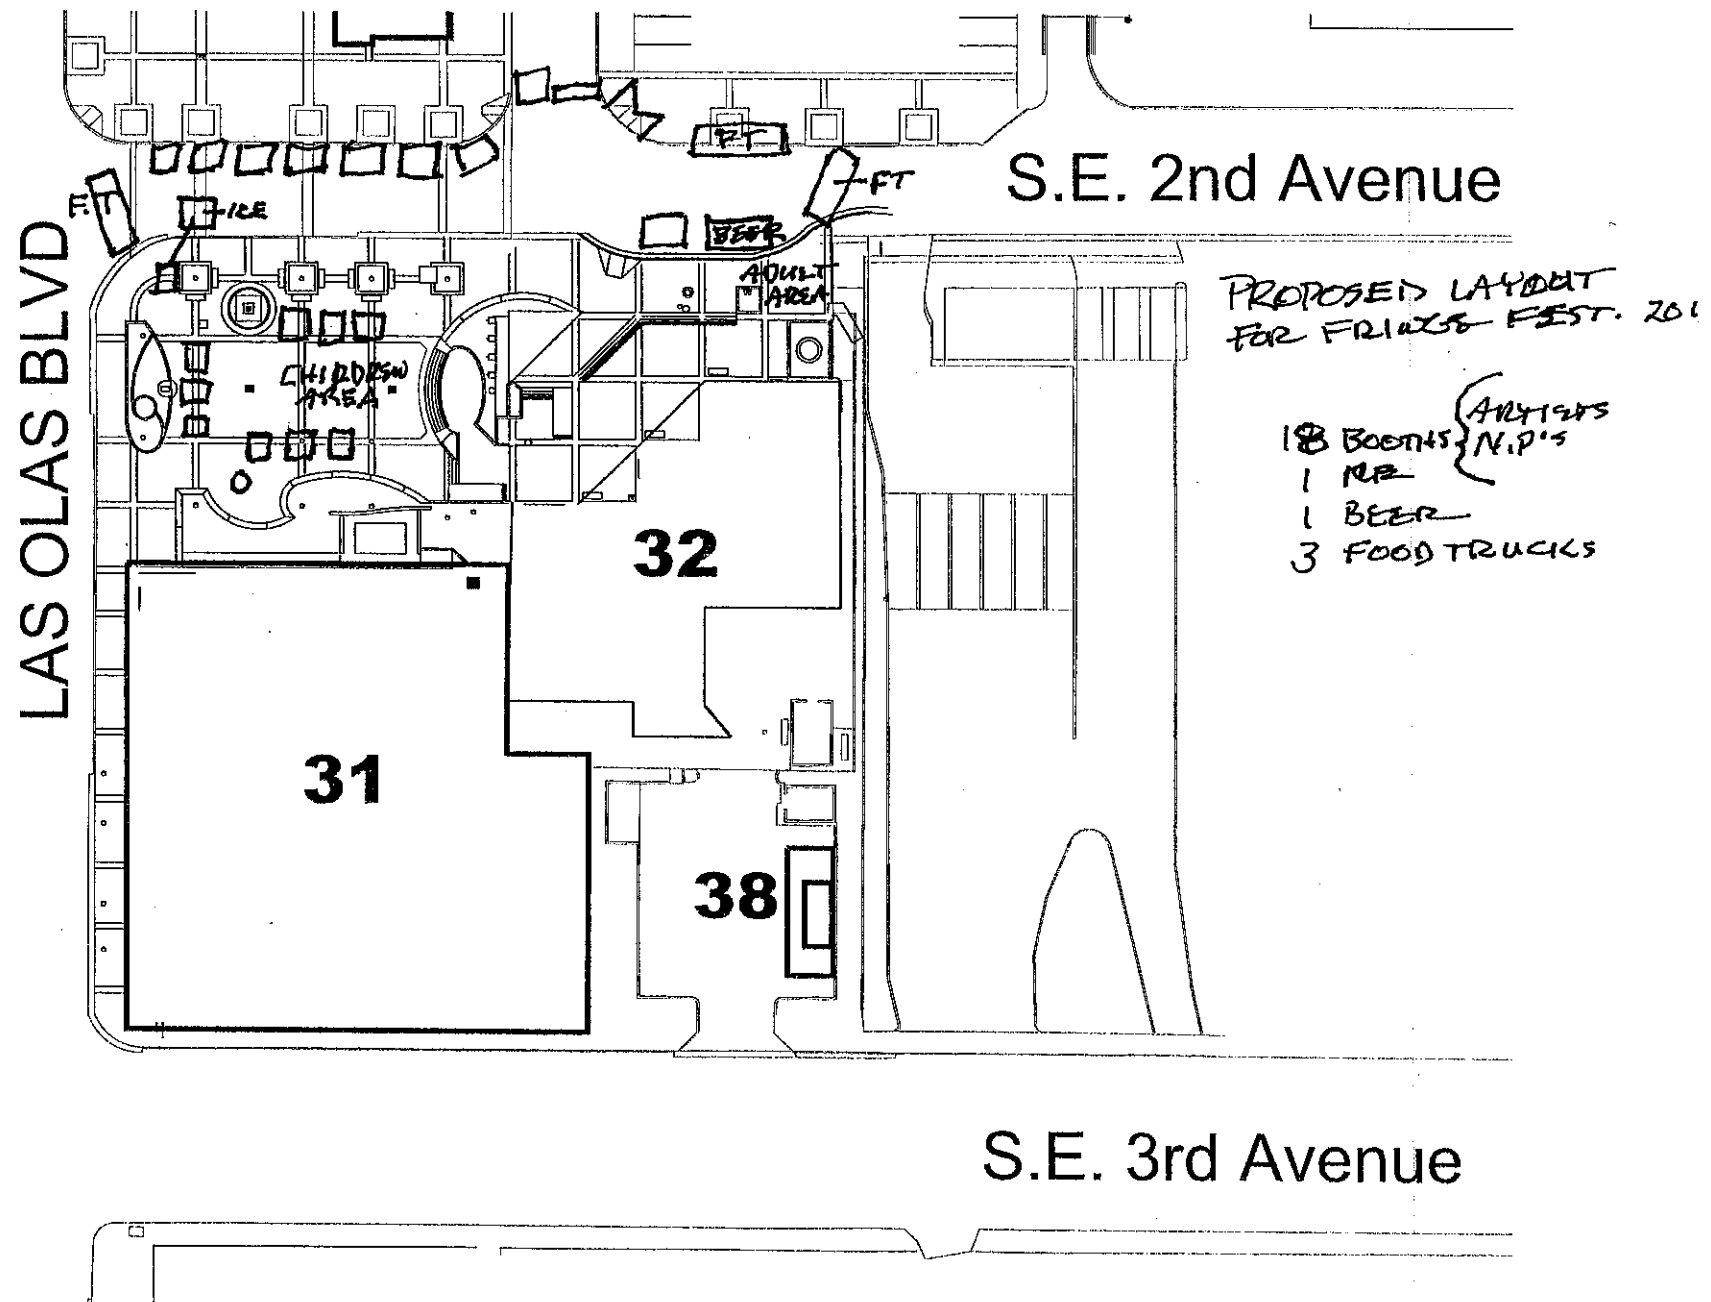 FT
S.E. 2nd Avenue
FT
F.T
ICE
BEER
LAS OLAS BLVD
ADULT
AREA
PROPOSED LAYOUT
FOR FRINGE FEST. 201
CHILDREN
AREA
18 BOOTHS { ARTISTS
N.P'S
1 ICE
1 BEER
3 FOOD TRUCKS
32
31
38
S.E. 3rd Avenue